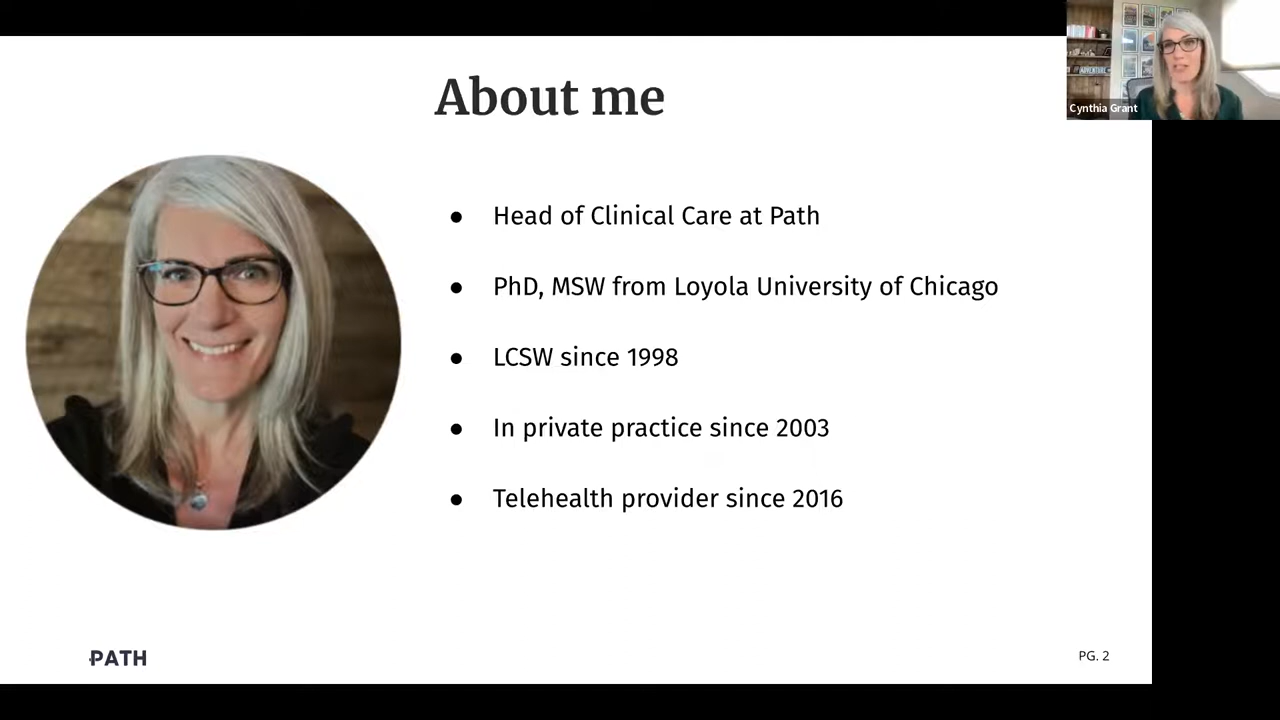 About me
Cynthia Grant
ADVENTURE
● Head of Clinical Care at Path
● PhD, MSW from Loyola University of Chicago
● LCSW since 1998
● In private practice since 2003
● Telehealth provider since 2016
PATH
PG. 2